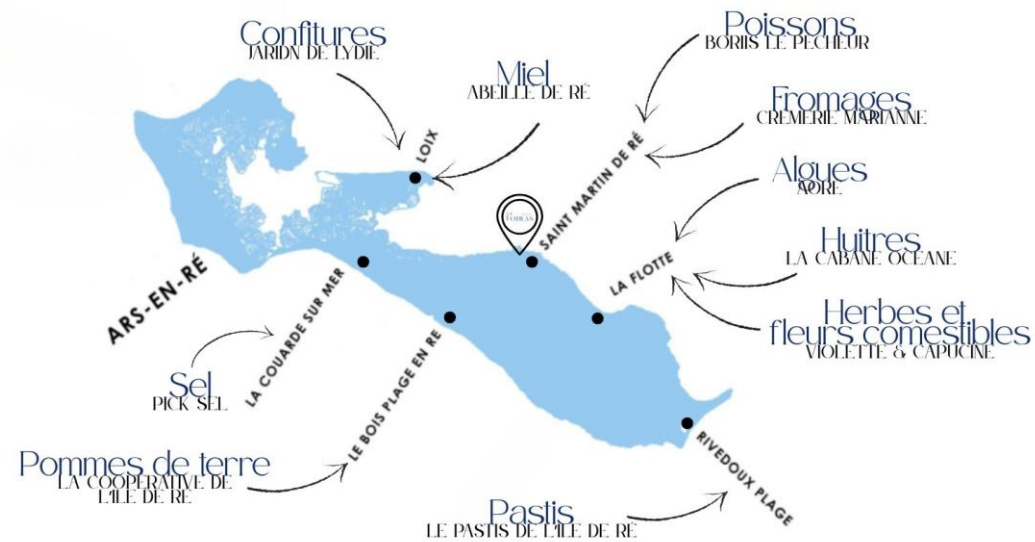 Confitures
JARIDN DE LYDIE
Miel
ABEILLE DE RÉ
Poissons
BORIIS LE PECHEUR
Fromages
CREMERIE MARIANNE
Algues
Huitres
LA CABANE OCEANE
Herbes et
fleurs comestibles
VIOLETTE & CAPUCINE
LOIX
SAINT MARTIN DE RÉ
LA FLOTTE
ARS-EN-RÉ
LA COUARDE SUR MER
LE BOIS PLAGE EN RE
RIVEDOUX PLAGE
Sel
PICK SEL
Pommes de terre
LA COOPÉRATIVE DE
L'ILE DE RE
Pastis
LE PASTIS DE L'ILE DE RÉ